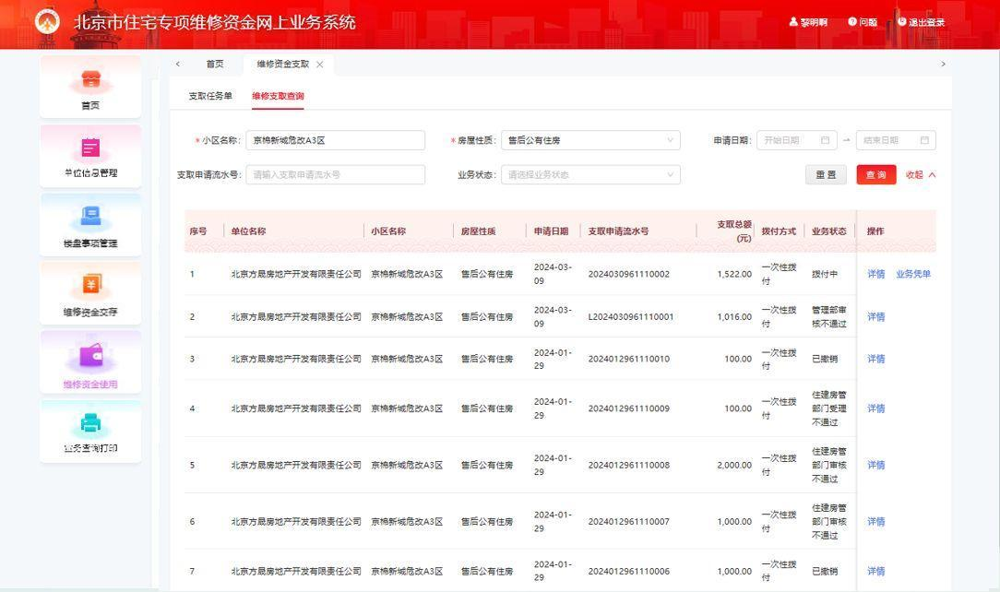 北京市住宅专项维修资金网上业务系统
黎明啊 问题 退出登录
首页
单位信息管理
楼盘事项管理
维修资金交存
维修资金使用
业务查询打印
首页 维修资金支取
支取任务单 维修支取查询
* 小区名称: 京棉新城危改A3区 * 房屋性质: 售后公有住房 申请日期: 开始日期 → 结束日期
支取申请流水号: 请输入支取申请流水号 业务状态: 请选择业务状态 重 置 查 询 收起
序号 单位名称 小区名称 房屋性质 申请日期 支取申请流水号 支取总额(元) 拨付方式 业务状态 操作
1 北京方晟房地产开发有限责任公司 京棉新城危改A3区 售后公有住房 2024-03-09 2024030961110002 1,522.00 一次性拨付 拨付中 详情 业务凭单
2 北京方晟房地产开发有限责任公司 京棉新城危改A3区 售后公有住房 2024-03-09 L2024030961110001 1,016.00 一次性拨付 管理部审核不通过 详情
3 北京方晟房地产开发有限责任公司 京棉新城危改A3区 售后公有住房 2024-01-29 2024012961110010 100.00 一次性拨付 已撤销 详情
4 北京方晟房地产开发有限责任公司 京棉新城危改A3区 售后公有住房 2024-01-29 2024012961110009 100.00 一次性拨付 住建房管部门受理不通过 详情
5 北京方晟房地产开发有限责任公司 京棉新城危改A3区 售后公有住房 2024-01-29 2024012961110008 2,000.00 一次性拨付 住建房管部门审核不通过 详情
6 北京方晟房地产开发有限责任公司 京棉新城危改A3区 售后公有住房 2024-01-29 2024012961110007 1,000.00 一次性拨付 住建房管部门审核不通过 详情
7 北京方晟房地产开发有限责任公司 京棉新城危改A3区 售后公有住房 2024-01-29 2024012961110006 1,000.00 一次性拨付 已撤销 详情